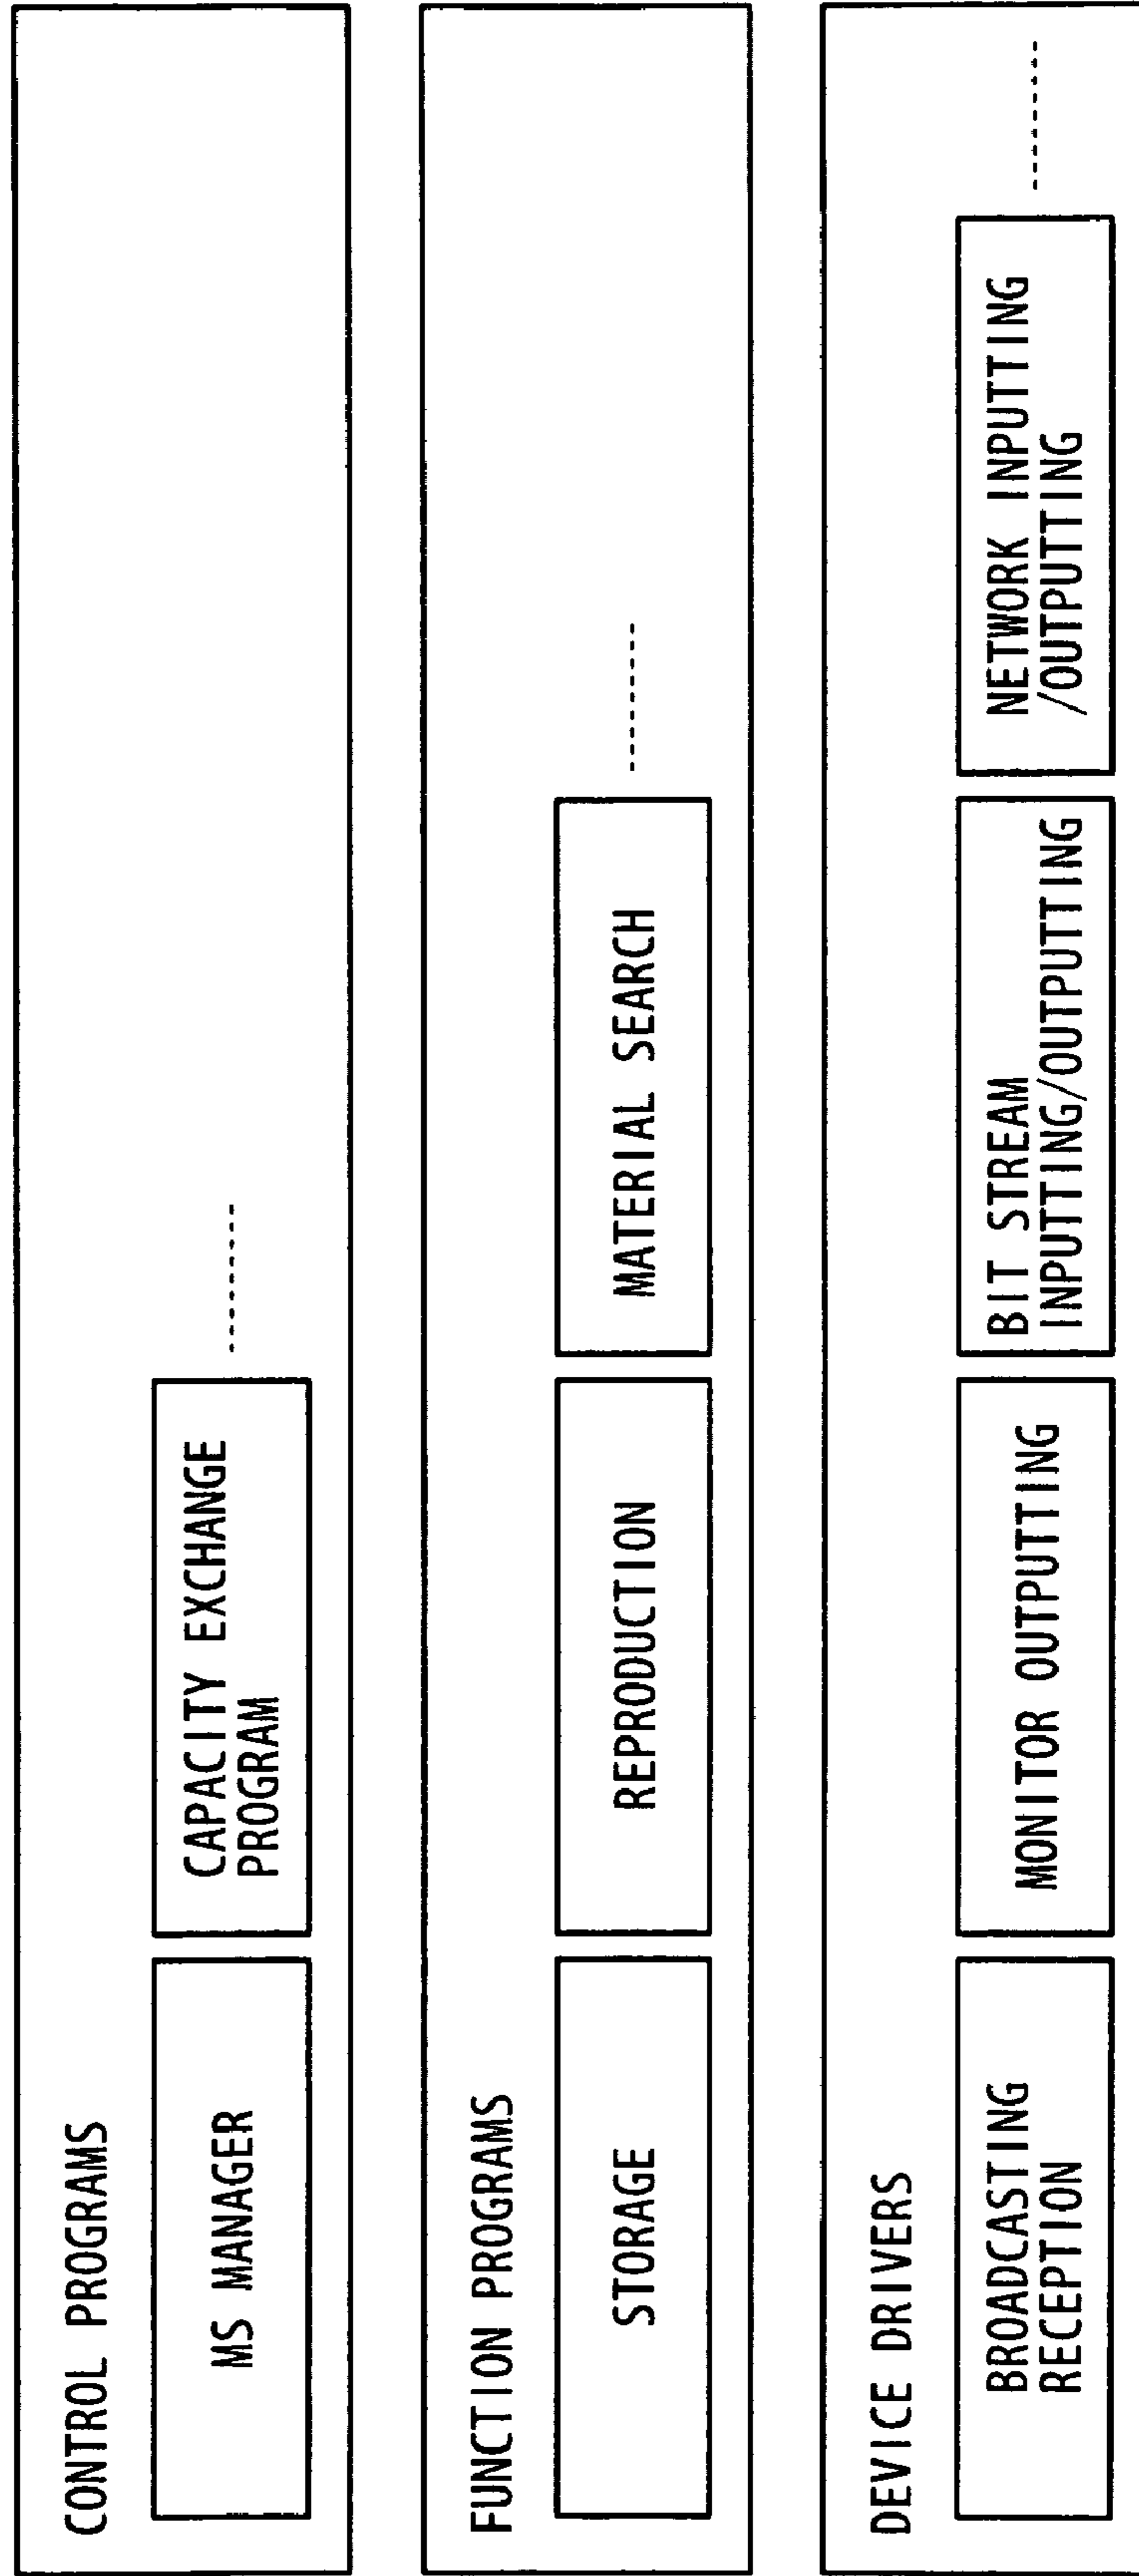 CONTROL PROGRAMS
MS MANAGER
CAPACITY EXCHANGE
PROGRAM
FUNCTION PROGRAMS
STORAGE
REPRODUCTION
MATERIAL SEARCH
DEVICE DRIVERS
BROADCASTING
RECEPTION
MONITOR OUTPUTTING
BIT STREAM
INPUTTING/OUTPUTTING
NETWORK INPUTTING
/OUTPUTTING